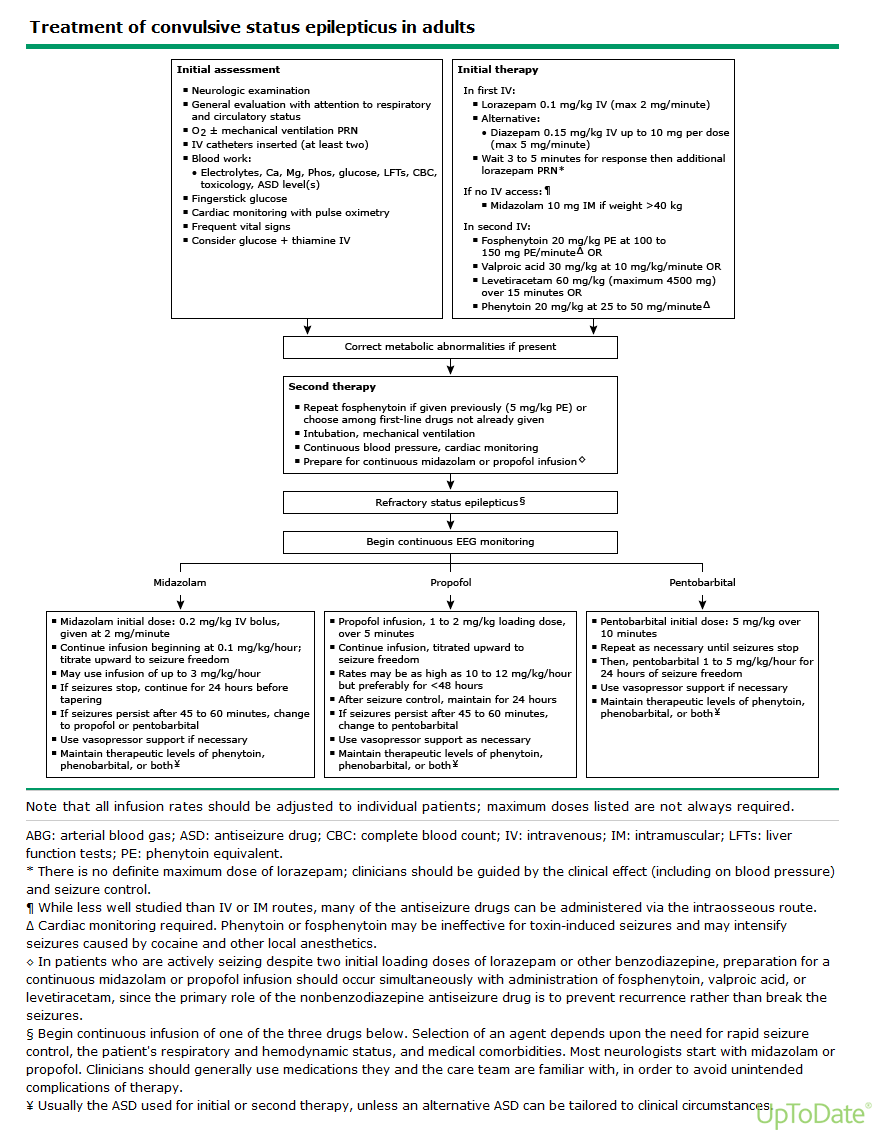 Treatment of convulsive status epilepticus in adults
Initial assessment
▪ Neurologic examination
▪ General evaluation with attention to respiratory
and circulatory status
▪ O2 ± mechanical ventilation PRN
▪ IV catheters inserted (at least two)
▪ Blood work:
• Electrolytes, Ca, Mg, Phos, glucose, LFTs, CBC,
toxicology, ASD level(s)
▪ Fingerstick glucose
▪ Cardiac monitoring with pulse oximetry
▪ Frequent vital signs
▪ Consider glucose + thiamine IV
Initial therapy
In first IV:
▪ Lorazepam 0.1 mg/kg IV (max 2 mg/minute)
▪ Alternative:
• Diazepam 0.15 mg/kg IV up to 10 mg per dose
(max 5 mg/minute)
▪ Wait 3 to 5 minutes for response then additional
lorazepam PRN*
If no IV access: ¶
▪ Midazolam 10 mg IM if weight >40 kg
In second IV:
▪ Fosphenytoin 20 mg/kg PE at 100 to
150 mg PE/minuteΔ OR
▪ Valproic acid 30 mg/kg at 10 mg/kg/minute OR
▪ Levetiracetam 60 mg/kg (maximum 4500 mg)
over 15 minutes OR
▪ Phenytoin 20 mg/kg at 25 to 50 mg/minuteΔ
Correct metabolic abnormalities if present
Second therapy
▪ Repeat fosphenytoin if given previously (5 mg/kg PE) or
choose among first-line drugs not already given
▪ Intubation, mechanical ventilation
▪ Continuous blood pressure, cardiac monitoring
▪ Prepare for continuous midazolam or propofol infusion◇
Refractory status epilepticus§
Begin continuous EEG monitoring
Midazolam
▪ Midazolam initial dose: 0.2 mg/kg IV bolus,
given at 2 mg/minute
▪ Continue infusion beginning at 0.1 mg/kg/hour;
titrate upward to seizure freedom
▪ May use infusion of up to 3 mg/kg/hour
▪ If seizures stop, continue for 24 hours before
tapering
▪ If seizures persist after 45 to 60 minutes, change
to propofol or pentobarbital
▪ Use vasopressor support if necessary
▪ Maintain therapeutic levels of phenytoin,
phenobarbital, or both¥
Propofol
▪ Propofol infusion, 1 to 2 mg/kg loading dose,
over 5 minutes
▪ Continue infusion, titrated upward to
seizure freedom
▪ Rates may be as high as 10 to 12 mg/kg/hour
but preferably for <48 hours
▪ After seizure control, maintain for 24 hours
▪ If seizures persist after 45 to 60 minutes,
change to pentobarbital
▪ Use vasopressor support as necessary
▪ Maintain therapeutic levels of phenytoin,
phenobarbital, or both¥
Pentobarbital
▪ Pentobarbital initial dose: 5 mg/kg over
10 minutes
▪ Repeat as necessary until seizures stop
▪ Then, pentobarbital 1 to 5 mg/kg/hour for
24 hours of seizure freedom
▪ Use vasopressor support if necessary
▪ Maintain therapeutic levels of phenytoin,
phenobarbital, or both¥
Note that all infusion rates should be adjusted to individual patients; maximum doses listed are not always required.
ABG: arterial blood gas; ASD: antiseizure drug; CBC: complete blood count; IV: intravenous; IM: intramuscular; LFTs: liver
function tests; PE: phenytoin equivalent.
* There is no definite maximum dose of lorazepam; clinicians should be guided by the clinical effect (including on blood pressure)
and seizure control.
¶ While less well studied than IV or IM routes, many of the antiseizure drugs can be administered via the intraosseous route.
Δ Cardiac monitoring required. Phenytoin or fosphenytoin may be ineffective for toxin-induced seizures and may intensify
seizures caused by cocaine and other local anesthetics.
◇ In patients who are actively seizing despite two initial loading doses of lorazepam or other benzodiazepine, preparation for a
continuous midazolam or propofol infusion should occur simultaneously with administration of fosphenytoin, valproic acid, or
levetiracetam, since the primary role of the nonbenzodiazepine antiseizure drug is to prevent recurrence rather than break the
seizures.
§ Begin continuous infusion of one of the three drugs below. Selection of an agent depends upon the need for rapid seizure
control, the patient's respiratory and hemodynamic status, and medical comorbidities. Most neurologists start with midazolam or
propofol. Clinicians should generally use medications they and the care team are familiar with, in order to avoid unintended
complications of therapy.
¥ Usually the ASD used for initial or second therapy, unless an alternative ASD can be tailored to clinical circumstances.
UpToDate®